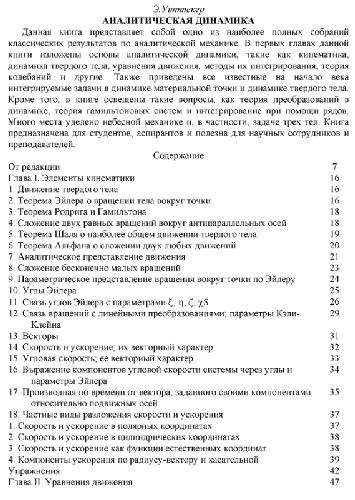 Э.Уиттекер
АНАЛИТИЧЕСКАЯ ДИНАМИКА
Данная книга представляет собой одно из наиболее полных собраний
классических результатов по аналитической механике. В первых главах данной
книги изложены основы аналитической динамики, такие как кинематика,
динамика твердого тела, уравнения движения, методы их интегрирования, теория
колебаний и другие. Также приведены все известные на начало века
интегрируемые задачи в динамике материальной точки и динамике твердого тела.
Кроме того, в книге освещены такие вопросы, как теория преобразований в
динамике, теория гамильтоновых систем и интегрирование при помощи рядов.
Много места уделено небесной механике и, в частности, задаче трех тел. Книга
предназначена для студентов, аспирантов и полезна для научных сотрудников и
преподавателей.
Содержание
От редакции 7
Глава I. Элементы кинематики 16
1. Движение твердого тела 16
2. Теорема Эйлера о вращении тела вокруг точки 16
3. Теорема Родрига и Гамильтона 18
4. Сложение двух равных вращений вокруг антипараллельных осей 18
5. Теорема Шаля о наиболее общем движении твердого тела 19
6. Теорема Альфана о сложении двух любых движений 20
7. Аналитическое представление движения 21
8. Сложение бесконечно малых вращений 23
9. Параметрическое представление вращения вокруг точки по Эйлеру 24
10. Углы Эйлера 25
11. Связь углов Эйлера с параметрами ξ, η, ζ, χS 26
12. Связь вращений с линейными преобразованиями; параметры Кэли- 29
Клейна
13. Векторы 31
14. Скорость и ускорение; их векторный характер 32
15. Угловая скорость; ее векторный характер 33
16. Выражение компонентов угловой скорости системы через углы и 34
параметры Эйлера
17. Производная по времени от вектора, заданного своими компонентами 35
относительно подвижных осей
18. Частные виды разложения скорости и ускорения 37
1. Скорость и ускорение в полярных координатах 37
2. Скорость и ускорение в цилиндрических координатах 38
3. Скорость и ускорение как функции естественных координат 38
4. Компоненты ускорения по радиусу-вектору и касательной 39
Упражнения 42
Глава II. Уравнения движения 47